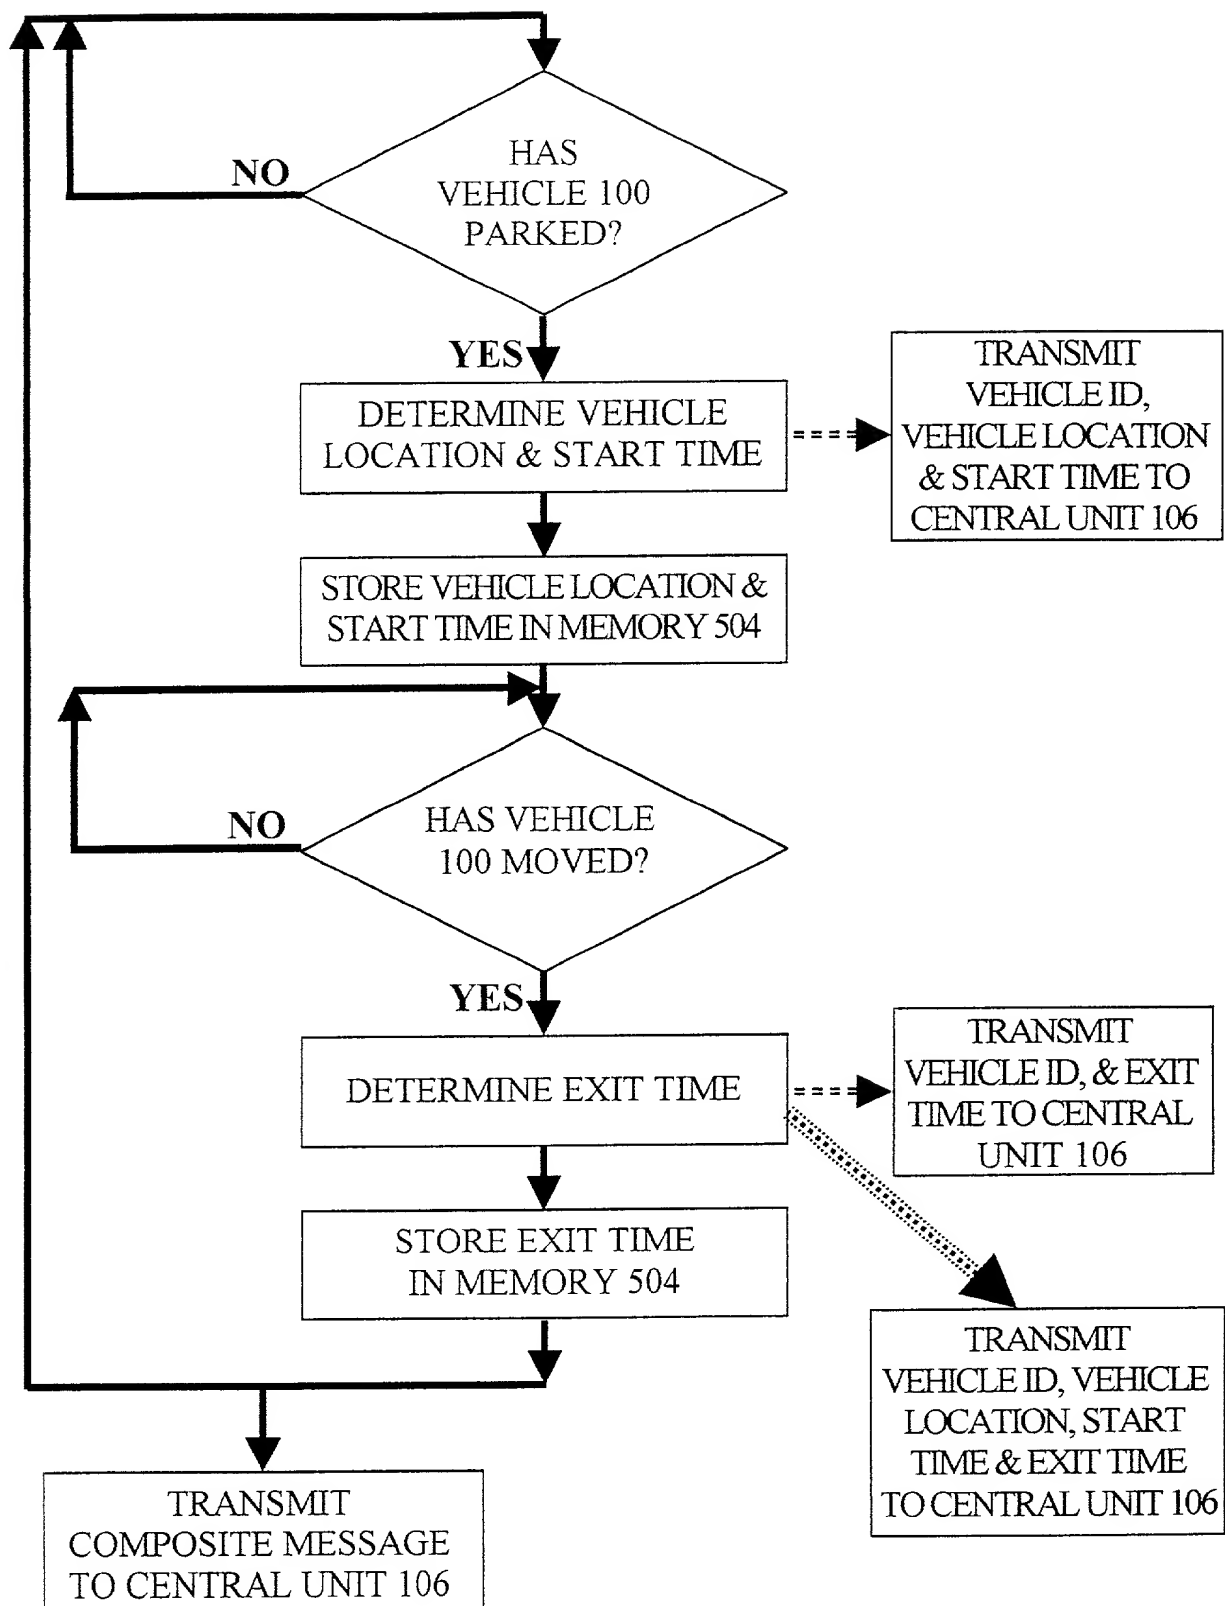 HAS
VEHICLE 100
PARKED?
NO
YES
DETERMINE VEHICLE
LOCATION & START TIME
TRANSMIT
VEHICLE ID,
VEHICLE LOCATION
& START TIME TO
CENTRAL UNIT 106
STORE VEHICLE LOCATION &
START TIME IN MEMORY 504
HAS VEHICLE
100 MOVED?
NO
YES
DETERMINE EXIT TIME
TRANSMIT
VEHICLE ID, & EXIT
TIME TO CENTRAL
UNIT 106
STORE EXIT TIME
IN MEMORY 504
TRANSMIT
VEHICLE ID, VEHICLE
LOCATION, START
TIME & EXIT TIME
TO CENTRAL UNIT 106
TRANSMIT
COMPOSITE MESSAGE
TO CENTRAL UNIT 106